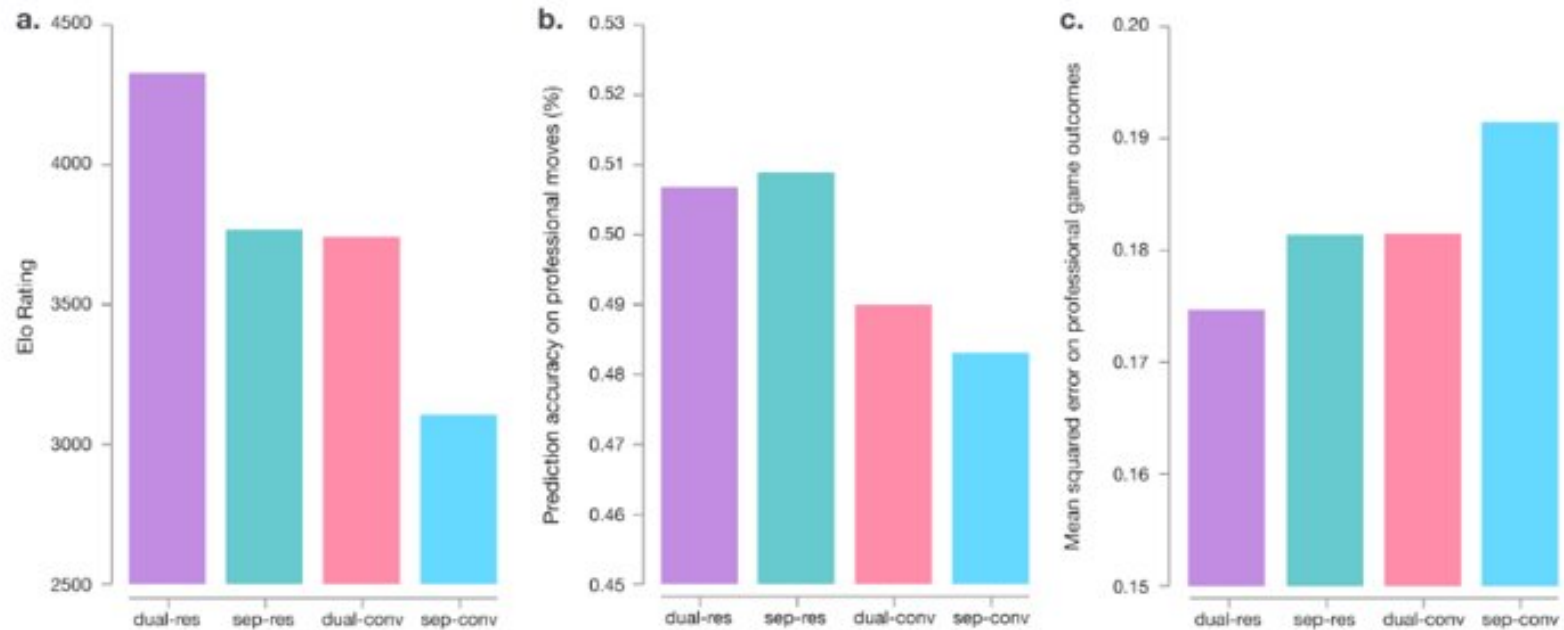 a.
Elo Rating
4500
4000
3500
3000
2500
dual-res sep-res dual-conv sep-conv
b.
Prediction accuracy on professional moves (%)
0.53
0.52
0.51
0.50
0.49
0.48
0.47
0.46
0.45
dual-res sep-res dual-conv sep-conv
c.
Mean squared error on professional game outcomes
0.20
0.19
0.18
0.17
0.16
0.15
dual-res sep-res dual-conv sep-conv